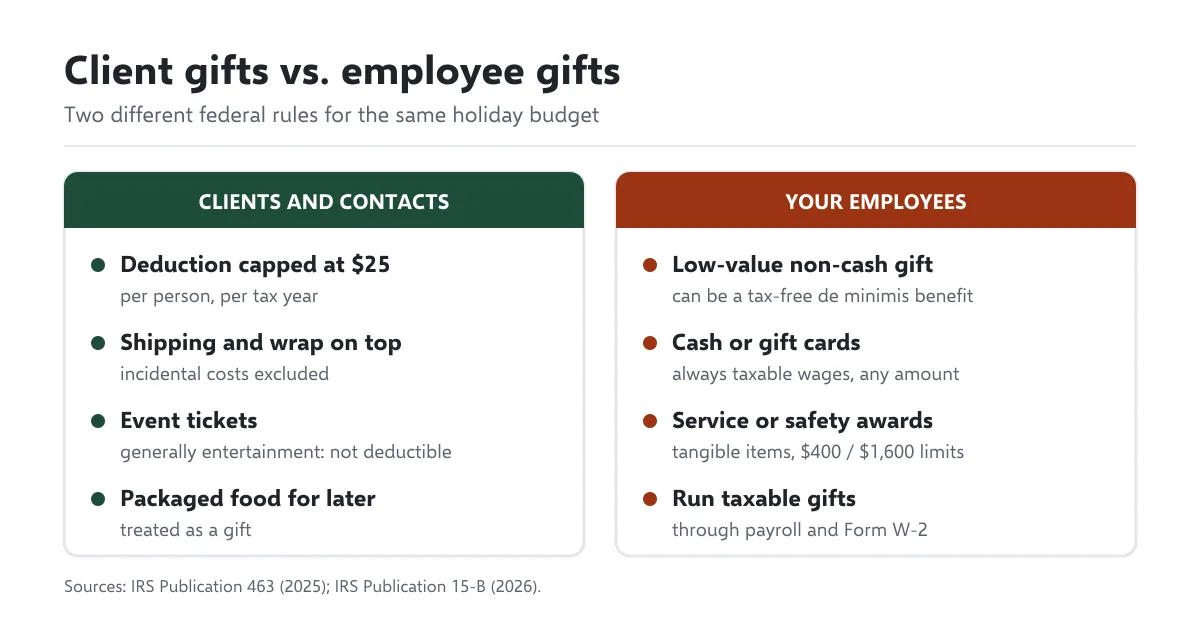 Client gifts vs. employee gifts
Two different federal rules for the same holiday budget
CLIENTS AND CONTACTS
Deduction capped at $25
per person, per tax year
Shipping and wrap on top
incidental costs excluded
Event tickets
generally entertainment: not deductible
Packaged food for later
treated as a gift
YOUR EMPLOYEES
Low-value non-cash gift
can be a tax-free de minimis benefit
Cash or gift cards
always taxable wages, any amount
Service or safety awards
tangible items, $400 / $1,600 limits
Run taxable gifts
through payroll and Form W-2
Sources: IRS Publication 463 (2025); IRS Publication 15-B (2026).